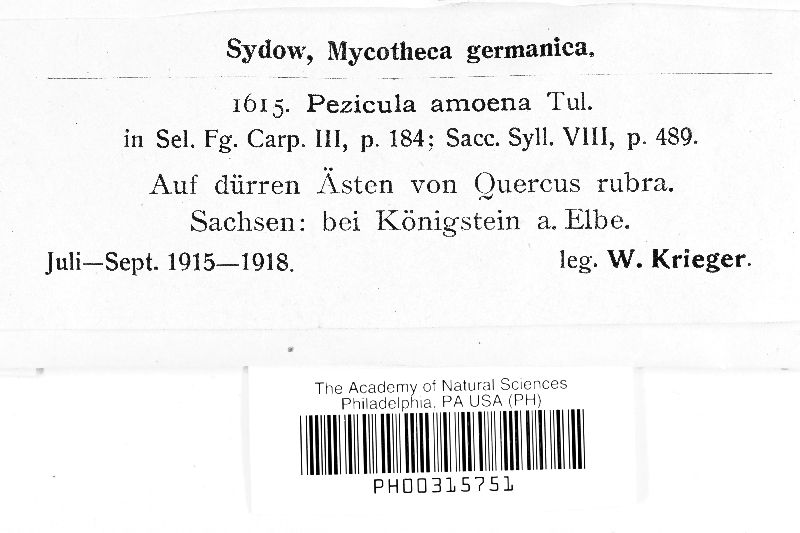 Sydow, Mycotheca germanica.
1615. Pezicula amoena Tul.
in Sel. Fg. Carp. III, p. 184; Sacc. Syll. VIII, p. 489.
Auf dürren Ästen von Quercus rubra.
Sachsen: bei Königstein a. Elbe.
Juli—Sept. 1915—1918. leg. W. Krieger.
The Academy of Natural Sciences
Philadelphia, PA USA (PH)
PH00315751